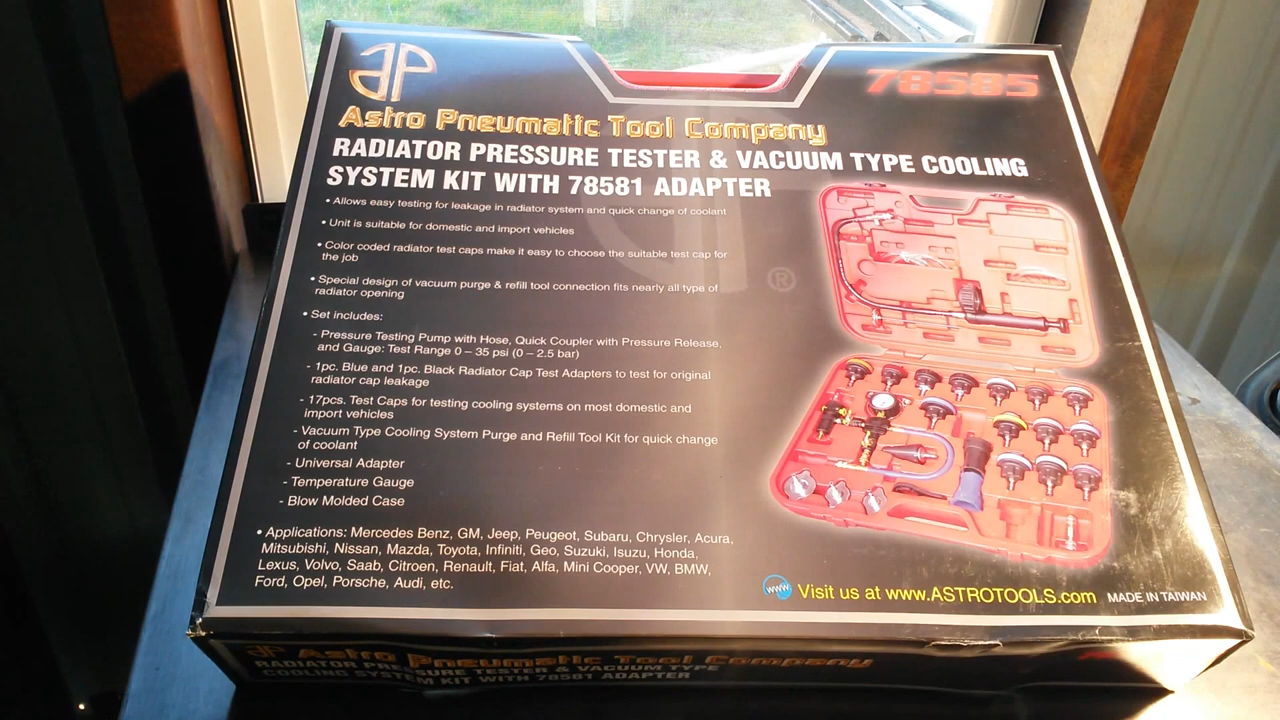 AP
78585
Astro Pneumatic Tool Company
RADIATOR PRESSURE TESTER & VACUUM TYPE COOLING
SYSTEM KIT WITH 78581 ADAPTER
• Allows easy testing for leakage in radiator system and quick change of coolant
• Unit is suitable for domestic and import vehicles
• Color coded radiator test caps make it easy to choose the suitable test cap for
the job
• Special design of vacuum purge & refill tool connection fits nearly all type of
radiator opening
• Set includes:
- Pressure Testing Pump with Hose, Quick Coupler with Pressure Release,
and Gauge: Test Range 0 – 35 psi (0 – 2.5 bar)
- 1pc. Blue and 1pc. Black Radiator Cap Test Adapters to test for original
radiator cap leakage
- 17pcs. Test Caps for testing cooling systems on most domestic and
import vehicles
- Vacuum Type Cooling System Purge and Refill Tool Kit for quick change
of coolant
- Universal Adapter
- Temperature Gauge
- Blow Molded Case
• Applications: Mercedes Benz, GM, Jeep, Peugeot, Subaru, Chrysler, Acura,
Mitsubishi, Nissan, Mazda, Toyota, Infiniti, Geo, Suzuki, Isuzu, Honda,
Lexus, Volvo, Saab, Citroen, Renault, Fiat, Alfa, Mini Cooper, VW, BMW,
Ford, Opel, Porsche, Audi, etc.
®
www Visit us at www.ASTROTOOLS.com MADE IN TAIWAN
AP Astro Pneumatic Tool Company
RADIATOR PRESSURE TESTER & VACUUM TYPE
COOLING SYSTEM KIT WITH 78581 ADAPTER